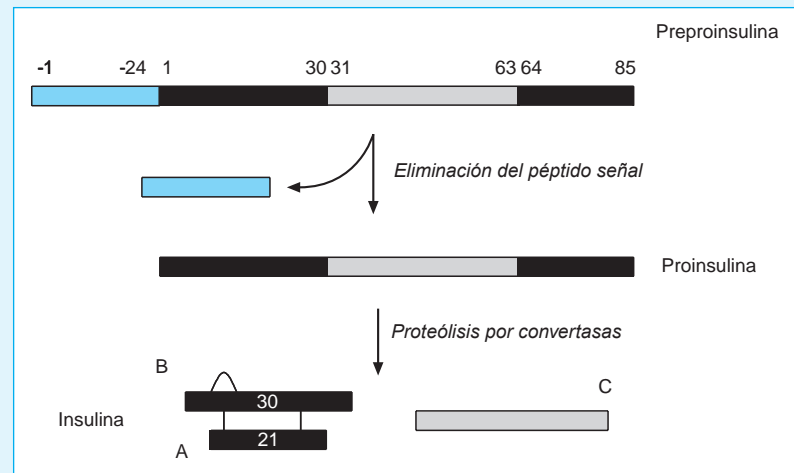 Preproinsulina
-1 -24 1 30 31 63 64 85
Eliminación del péptido señal
Proinsulina
Proteólisis por convertasas
B
C
30
Insulina
21
A